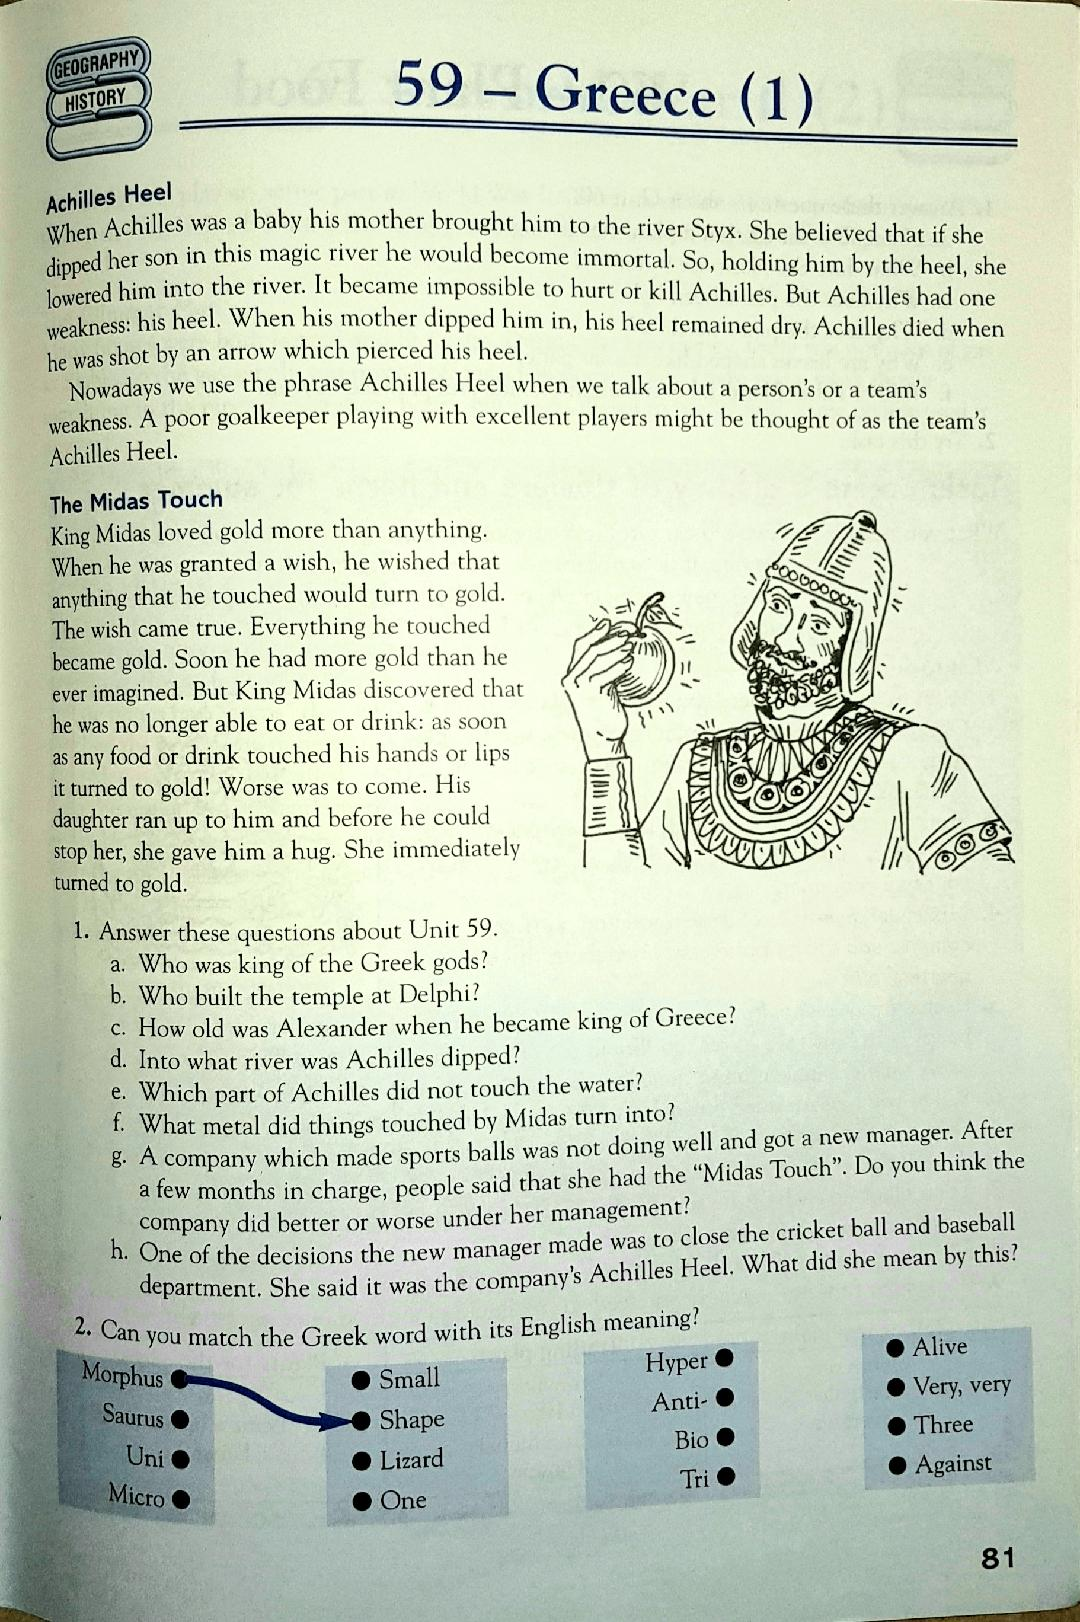 GEOGRAPHY
HISTORY
59 – Greece (1)
Achilles Heel
When Achilles was a baby his mother brought him to the river Styx. She believed that if she
dipped her son in this magic river he would become immortal. So, holding him by the heel, she
lowered him into the river. It became impossible to hurt or kill Achilles. But Achilles had one
weakness: his heel. When his mother dipped him in, his heel remained dry. Achilles died when
he was shot by an arrow which pierced his heel.
Nowadays we use the phrase Achilles Heel when we talk about a person's or a team's
weakness. A poor goalkeeper playing with excellent players might be thought of as the team's
Achilles Heel.
The Midas Touch
King Midas loved gold more than anything.
When he was granted a wish, he wished that
anything that he touched would turn to gold.
The wish came true. Everything he touched
became gold. Soon he had more gold than he
ever imagined. But King Midas discovered that
he was no longer able to eat or drink: as soon
as any food or drink touched his hands or lips
it turned to gold! Worse was to come. His
daughter ran up to him and before he could
stop her, she gave him a hug. She immediately
turned to gold.
1. Answer these questions about Unit 59.
a. Who was king of the Greek gods?
b. Who built the temple at Delphi?
c. How old was Alexander when he became king of Greece?
d. Into what river was Achilles dipped?
e. Which part of Achilles did not touch the water?
f. What metal did things touched by Midas turn into?
g. A company which made sports balls was not doing well and got a new manager. After
a few months in charge, people said that she had the "Midas Touch". Do you think the
company did better or worse under her management?
h. One of the decisions the new manager made was to close the cricket ball and baseball
department. She said it was the company's Achilles Heel. What did she mean by this?
2. Can you match the Greek word with its English meaning?
Morphus
Saurus
Uni
Micro
Small
Shape
Lizard
One
Hyper
Anti-
Bio
Tri
Alive
Very, very
Three
Against
81